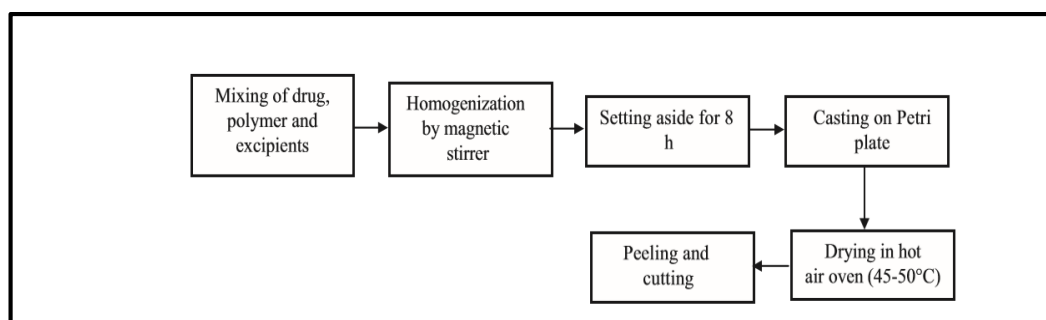 Mixing of drug,
polymer and
excipients
Homogenization
by magnetic
stirrer
Setting aside for 8
h
Casting on Petri
plate
Drying in hot
air oven (45-50°C)
Peeling and
cutting